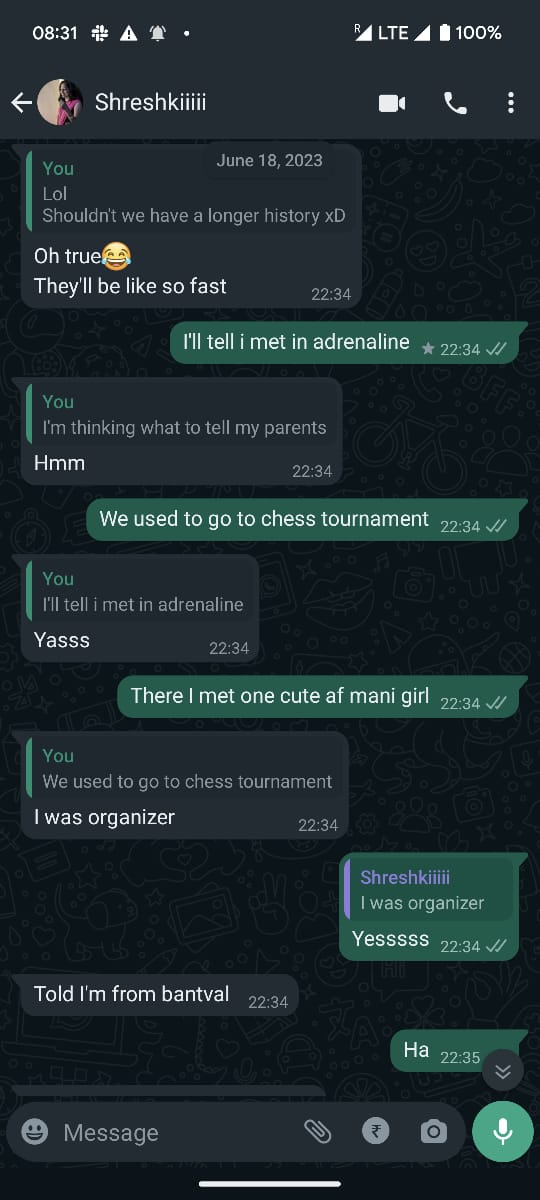 08:31 LTE 100%
Shreshkiiiii
June 18, 2023
You
Lol
Shouldn't we have a longer history xD
Oh true😂
They'll be like so fast 22:34
I'll tell i met in adrenaline 22:34
You
I'm thinking what to tell my parents
Hmm 22:34
We used to go to chess tournament 22:34
You
I'll tell i met in adrenaline
Yasss 22:34
There I met one cute af mani girl 22:34
You
We used to go to chess tournament
I was organizer 22:34
Shreshkiiiii
I was organizer
Yesssss 22:34
Told I'm from bantval 22:34
Ha 22:35
Message